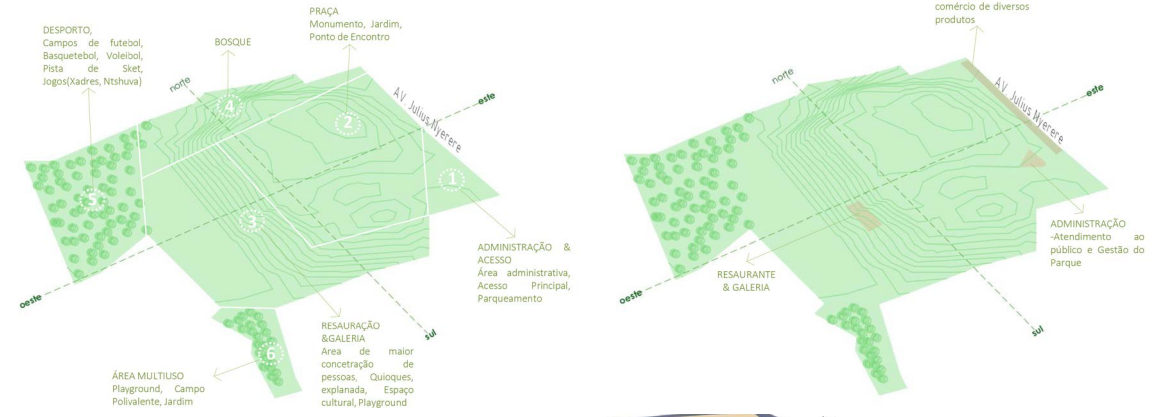 DESPORTO,
Campos de futebol,
Basquetebol, Voleibol,
Pista de Sket,
Jogos(Xadres, Ntshuva)
BOSQUE
PRAÇA
Monumento, Jardim,
Ponto de Encontro
norte
AV. Julius Nyerere
este
4
2
1
5
3
6
oeste
sul
ADMINISTRAÇÃO &
ACESSO
Área administrativa,
Acesso Principal,
Parqueamento
RESAURAÇÃO
&GALERIA
Area de maior
concetração de
pessoas, Quioques,
explanada, Espaço
cultural, Playground
ÁREA MULTIUSO
Playground, Campo
Polivalente, Jardim
comércio de diversos
produtos
norte
AV. Julius Nyerere
este
ADMINISTRAÇÃO
-Atendimento ao
público e Gestão do
Parque
RESAURANTE
& GALERIA
oeste
sul